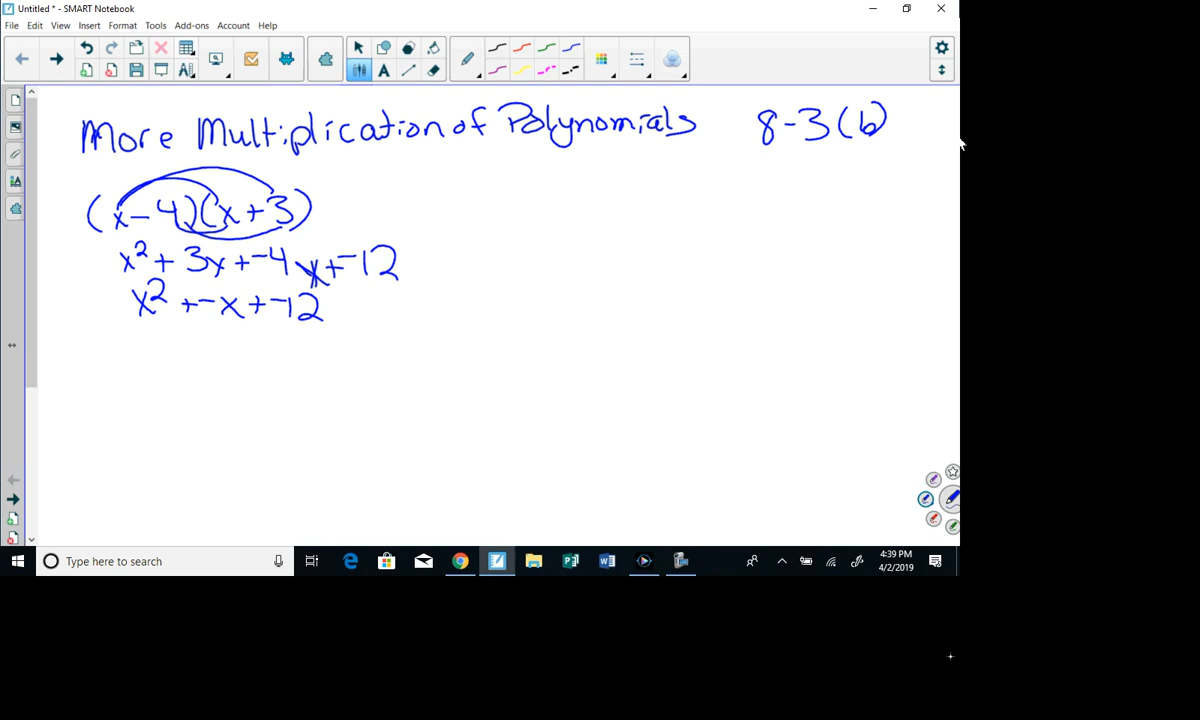 Untitled * - SMART Notebook
File Edit View Insert Format Tools Add-ons Account Help
More Multiplication of Polynomials 8-3(b)
(x-4)(x+3)
x² + 3x + ⁻4x + ⁻12
x² + ⁻x + ⁻12
Type here to search
4:39 PM
4/2/2019